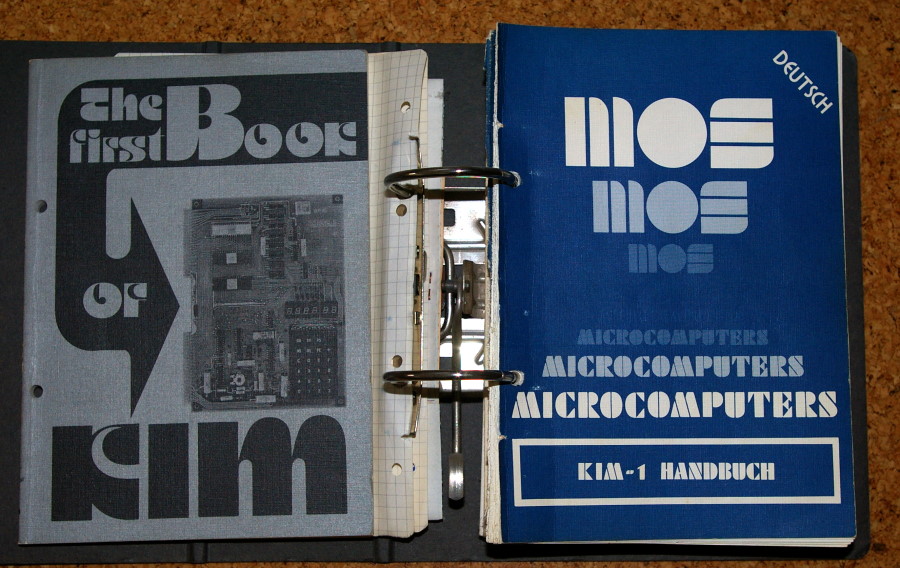 The
first Book
OF
KIM
DEUTSCH
mos
mos
mos
MICROCOMPUTERS
MICROCOMPUTERS
MICROCOMPUTERS
KIM-1 HANDBUCH